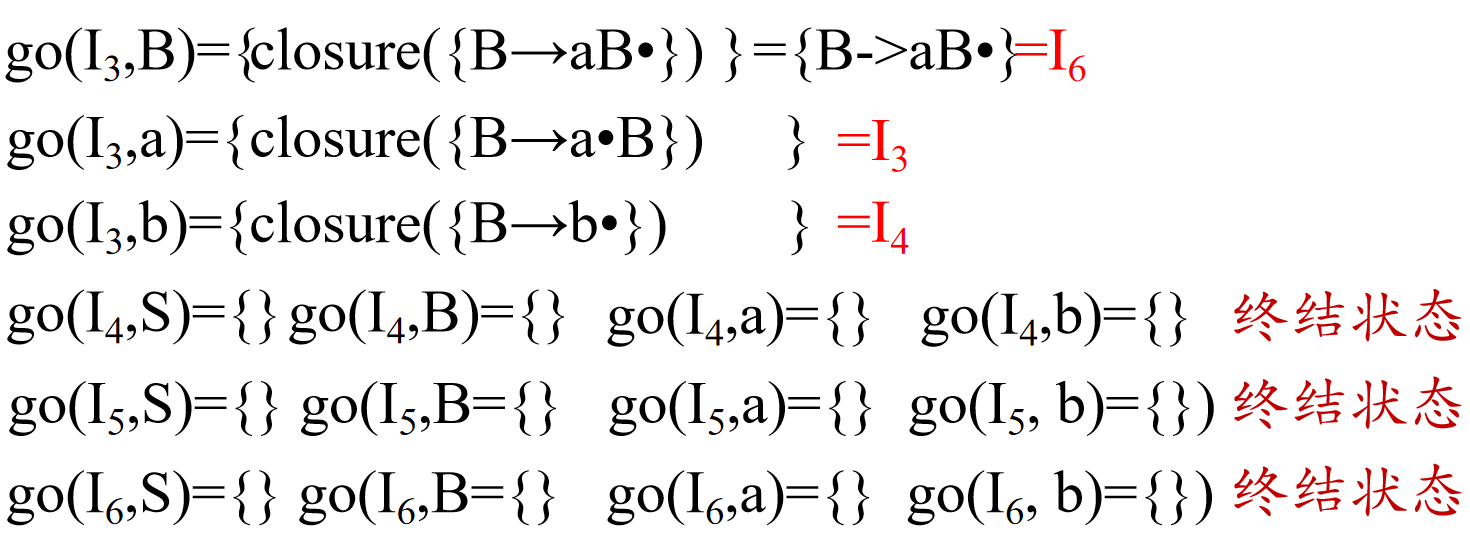 go(I₃,B)={closure({B→aB•}) }={B->aB•}=I₆
go(I₃,a)={closure({B→a•B}) } =I₃
go(I₃,b)={closure({B→b•}) } =I₄
go(I₄,S)={} go(I₄,B)={} go(I₄,a)={} go(I₄,b)={} 终结状态
go(I₅,S)={} go(I₅,B={} go(I₅,a)={} go(I₅, b)={}) 终结状态
go(I₆,S)={} go(I₆,B={} go(I₆,a)={} go(I₆, b)={}) 终结状态